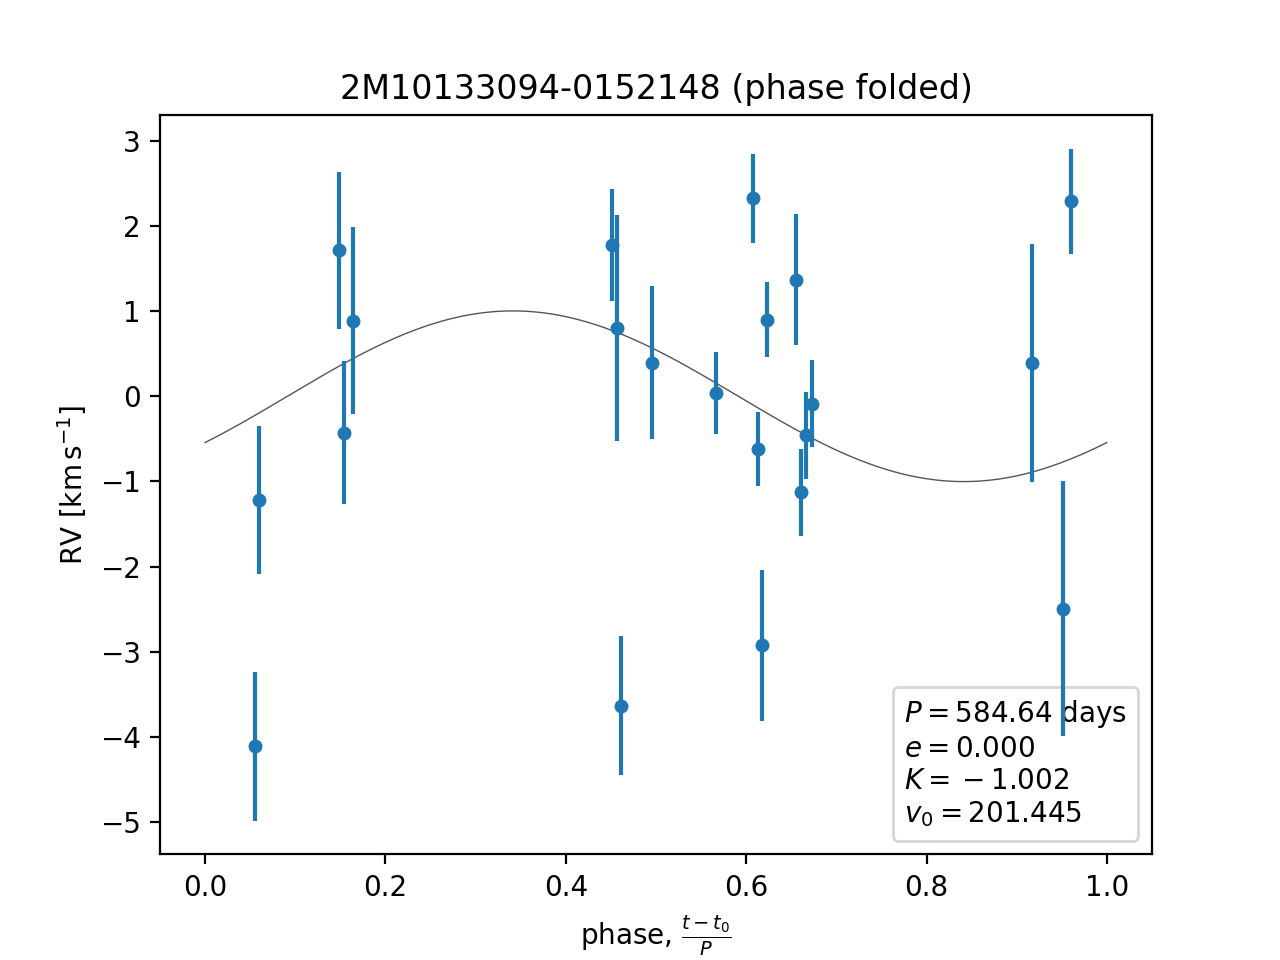 2M10133094-0152148 (phase folded)
3
2
1
0
−1
−2
−3
−4
−5
RV [km s⁻¹]
P = 584.64 days
e = 0.000
K = −1.002
v₀ = 201.445
0.0 0.2 0.4 0.6 0.8 1.0
phase, (t − t₀)/P